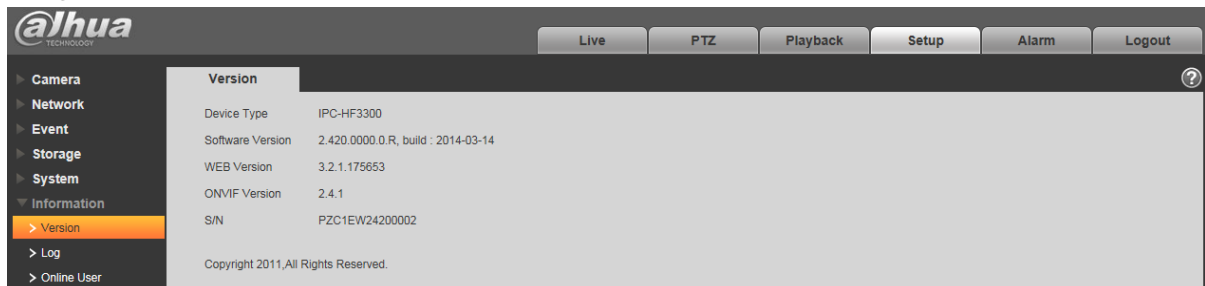 alhua
TECHNOLOGY
Live PTZ Playback Setup Alarm Logout
Camera
Network
Event
Storage
System
Information
> Version
> Log
> Online User
Version
?
Device Type IPC-HF3300
Software Version 2.420.0000.0.R, build : 2014-03-14
WEB Version 3.2.1.175653
ONVIF Version 2.4.1
S/N PZC1EW24200002
Copyright 2011,All Rights Reserved.